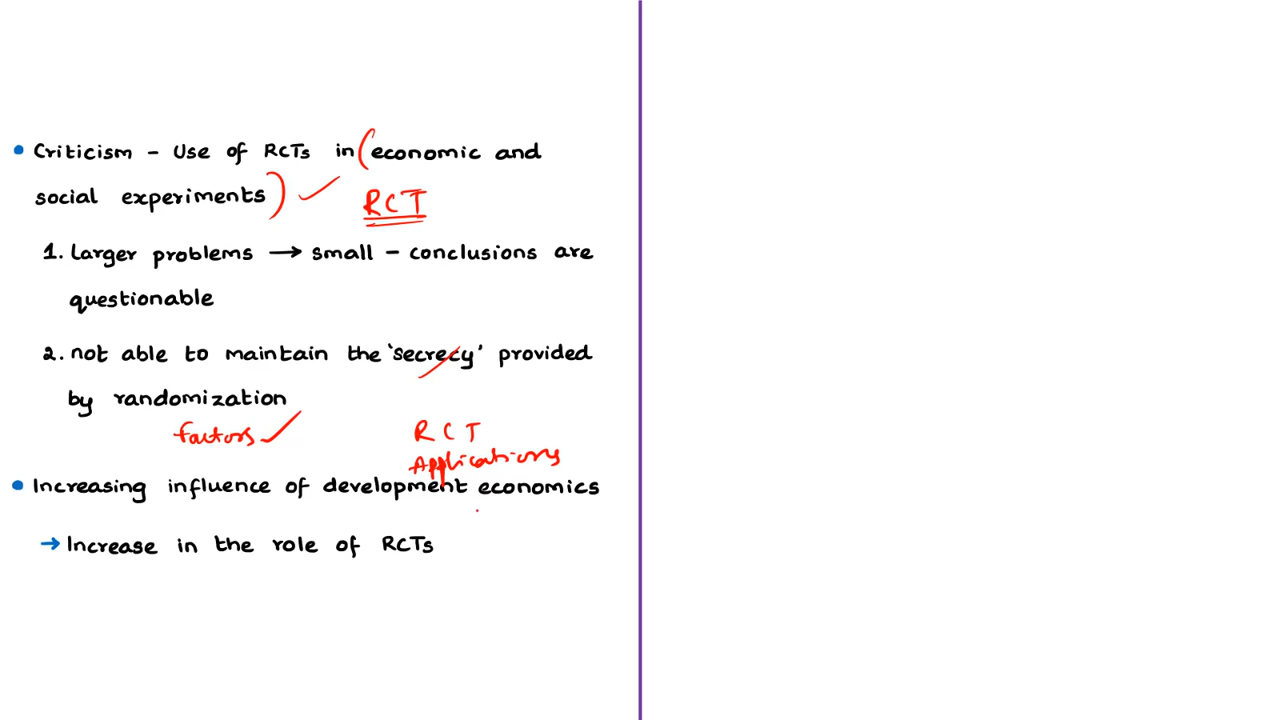 • Criticism - Use of RCTs in (economic and
social experiments) ✓
RCT
1. Larger problems → small - conclusions are
questionable
2. not able to maintain the 'secrecy' provided
by randomization
factors ✓
RCT
Applications
• Increasing influence of development economics
→ Increase in the role of RCTs